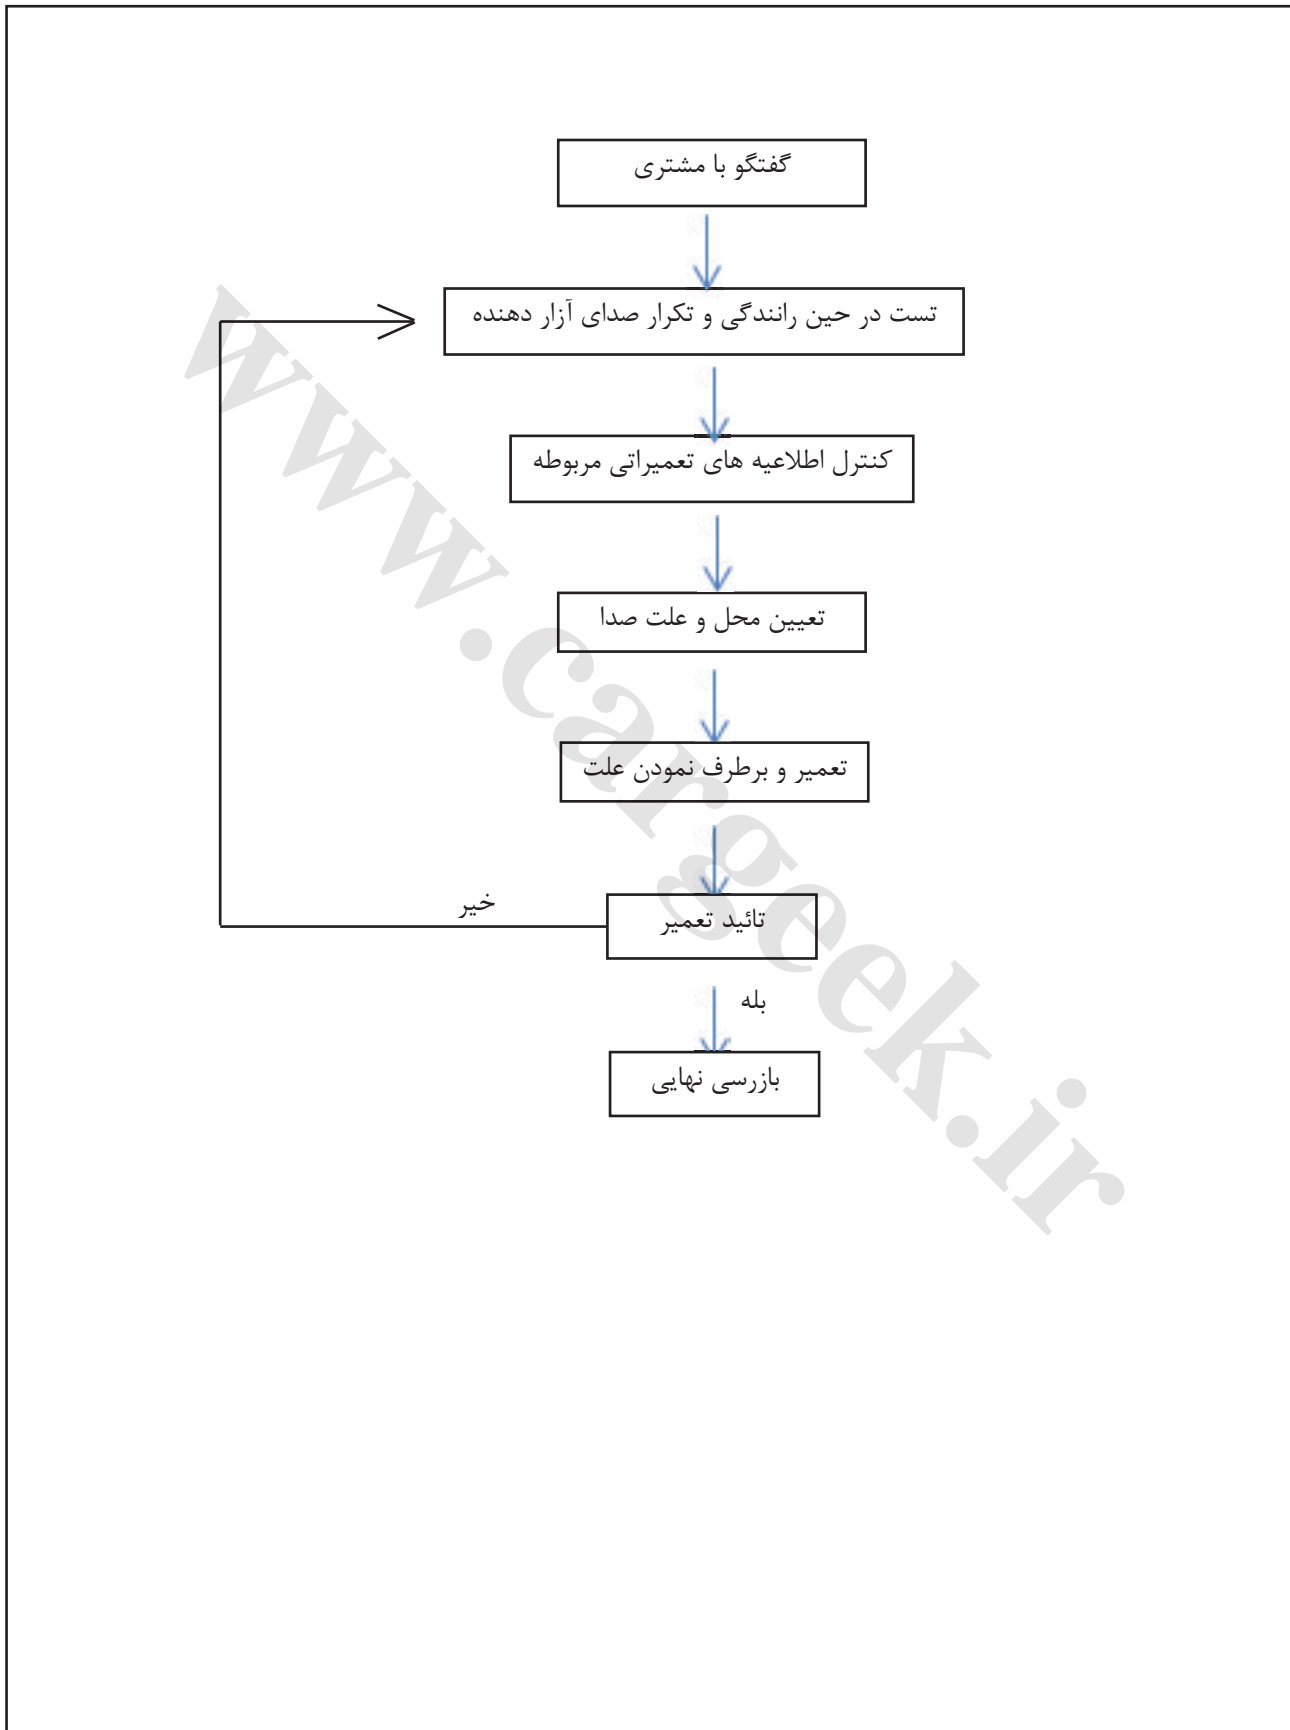 گفتگو با مشتری
تست در حین رانندگی و تکرار صدای آزار دهنده
کنترل اطلاعیه های تعمیراتی مربوطه
تعیین محل و علت صدا
تعمیر و برطرف نمودن علت
تائید تعمیر
خیر
بله
بازرسی نهایی
www.cargeek.ir